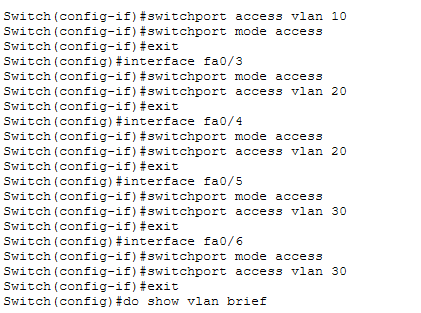 Switch(config-if)#switchport access vlan 10
Switch(config-if)#switchport mode access
Switch(config-if)#exit
Switch(config)#interface fa0/3
Switch(config-if)#switchport mode access
Switch(config-if)#switchport access vlan 20
Switch(config-if)#exit
Switch(config)#interface fa0/4
Switch(config-if)#switchport mode access
Switch(config-if)#switchport access vlan 20
Switch(config-if)#exit
Switch(config)#interface fa0/5
Switch(config-if)#switchport mode access
Switch(config-if)#switchport access vlan 30
Switch(config-if)#exit
Switch(config)#interface fa0/6
Switch(config-if)#switchport mode access
Switch(config-if)#switchport access vlan 30
Switch(config-if)#exit
Switch(config)#do show vlan brief